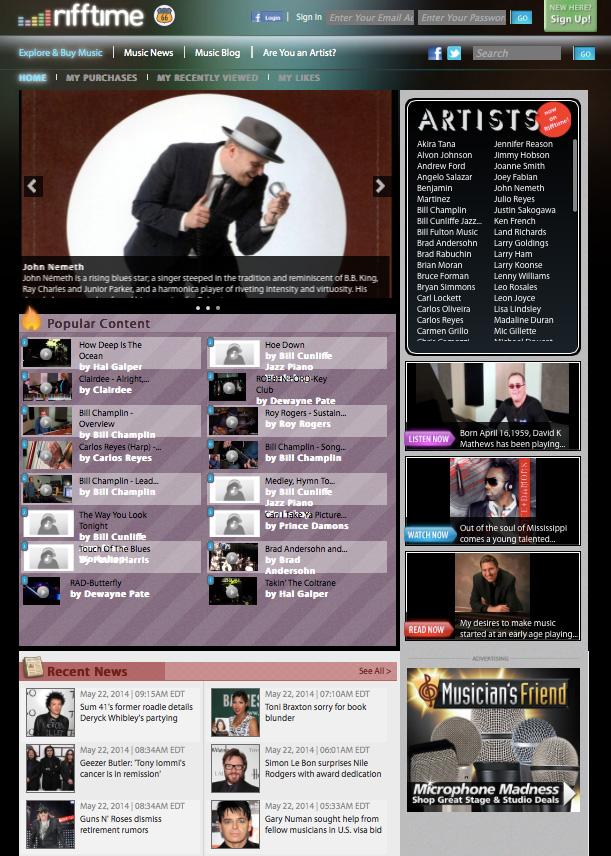 rifftime
66
Login
Sign In
Enter Your Email Ad
Enter Your Passwor
GO
NEW HERE?
Sign Up!
Explore & Buy Music
Music News
Music Blog
Are You an Artist?
Search
GO
HOME
MY PURCHASES
MY RECENTLY VIEWED
MY LIKES
John Nemeth
John Németh is a rising blues star; a singer steeped in the tradition and reminiscent of B.B. King,
Ray Charles and Junior Parker, and a harmonica player of riveting intensity and virtuosity. His
Popular Content
How Deep Is The
Ocean
by Hal Galper
Hoe Down
by Bill Cunliffe
Jazz Piano
Clairdee - Alright,...
by Clairdee
Club
by Dewayne Pate
Bill Champlin -
Overview
by Bill Champlin
Roy Rogers - Sustain...
by Roy Rogers
Carlos Reyes (Harp) -...
by Carlos Reyes
Bill Champlin - Song...
by Bill Champlin
Bill Champlin - Lead...
by Bill Champlin
Medley, Hymn To...
by Bill Cunliffe
Jazz Piano
The Way You Look
Tonight
by Bill Cunliffe
Can I Take Ya Picture...
by Prince Damons
Touch Of The Blues
Brad Andersohn and...
by Brad
Andersohn
RAD-Butterfly
by Dewayne Pate
Takin' The Coltrane
by Hal Galper
ARTISTS
now
on
Rifftime!
Akira Tana
Alvon Johnson
Andrew Ford
Angelo Salazar
Benjamin
Martinez
Bill Champlin
Bill Cunliffe Jazz...
Bill Fulton Music
Brad Andersohn
Brad Rabuchin
Brian Moran
Bruce Forman
Bryan Simmons
Carl Lockett
Carlos Oliveira
Carlos Reyes
Carmen Grillo
Jennifer Reason
Jimmy Hobson
Joanne Smith
Joey Fabian
John Nemeth
Julio Reyes
Justin Sakogawa
Ken French
Land Richards
Larry Goldings
Larry Ham
Larry Koonse
Lenny Williams
Leo Rosales
Leon Joyce
Lisa Lindsley
Madaline Duran
Mic Gillette
LISTEN NOW
Born April 16,1959, David K
Mathews has been playing...
WATCH NOW
Out of the soul of Mississippi
comes a young talented...
READ NOW
My desires to make music
started at an early age playing...
Recent News
See All >
May 22, 2014 | 09:15AM EDT
Sum 41's former roadie details
Deryck Whibley's partying
May 22, 2014 | 07:10AM EDT
Toni Braxton sorry for book
blunder
May 22, 2014 | 08:34AM EDT
Geezer Butler: 'Tony Iommi's
cancer is in remission'
May 22, 2014 | 06:01AM EDT
Simon Le Bon surprises Nile
Rodgers with award dedication
May 22, 2014 | 08:34AM EDT
Guns N' Roses dismiss
retirement rumors
May 22, 2014 | 05:33AM EDT
Gary Numan sought help from
fellow musicians in U.S. visa bid
ADVERTISING
Musician's Friend
Microphone Madness
Shop Great Stage & Studio Deals